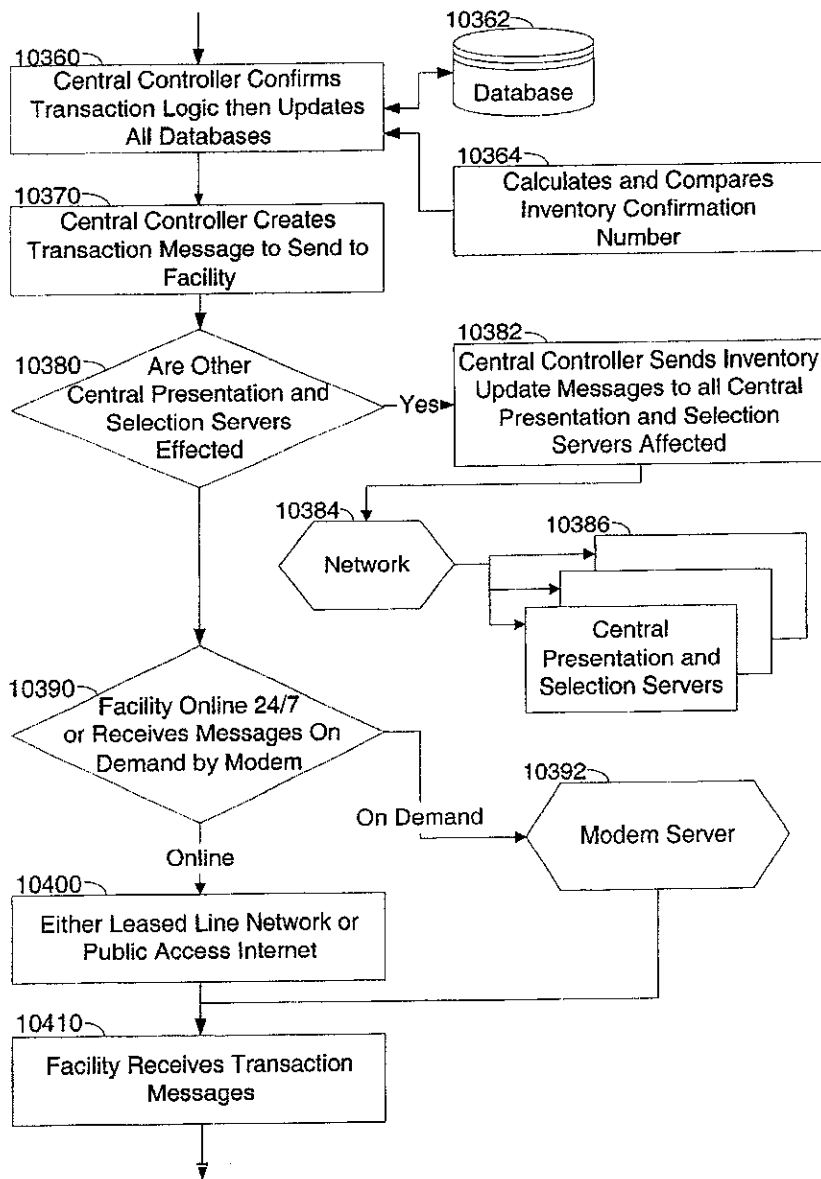 10360
Central Controller Confirms
Transaction Logic then Updates
All Databases
10362
Database
10364
Calculates and Compares
Inventory Confirmation
Number
10370
Central Controller Creates
Transaction Message to Send to
Facility
10380
Are Other
Central Presentation and
Selection Servers
Effected
Yes
10382
Central Controller Sends Inventory
Update Messages to all Central
Presentation and Selection
Servers Affected
10384
Network
10386
Central
Presentation and
Selection Servers
10390
Facility Online 24/7
or Receives Messages On
Demand by Modem
On Demand
10392
Modem Server
Online
10400
Either Leased Line Network or
Public Access Internet
10410
Facility Receives Transaction
Messages